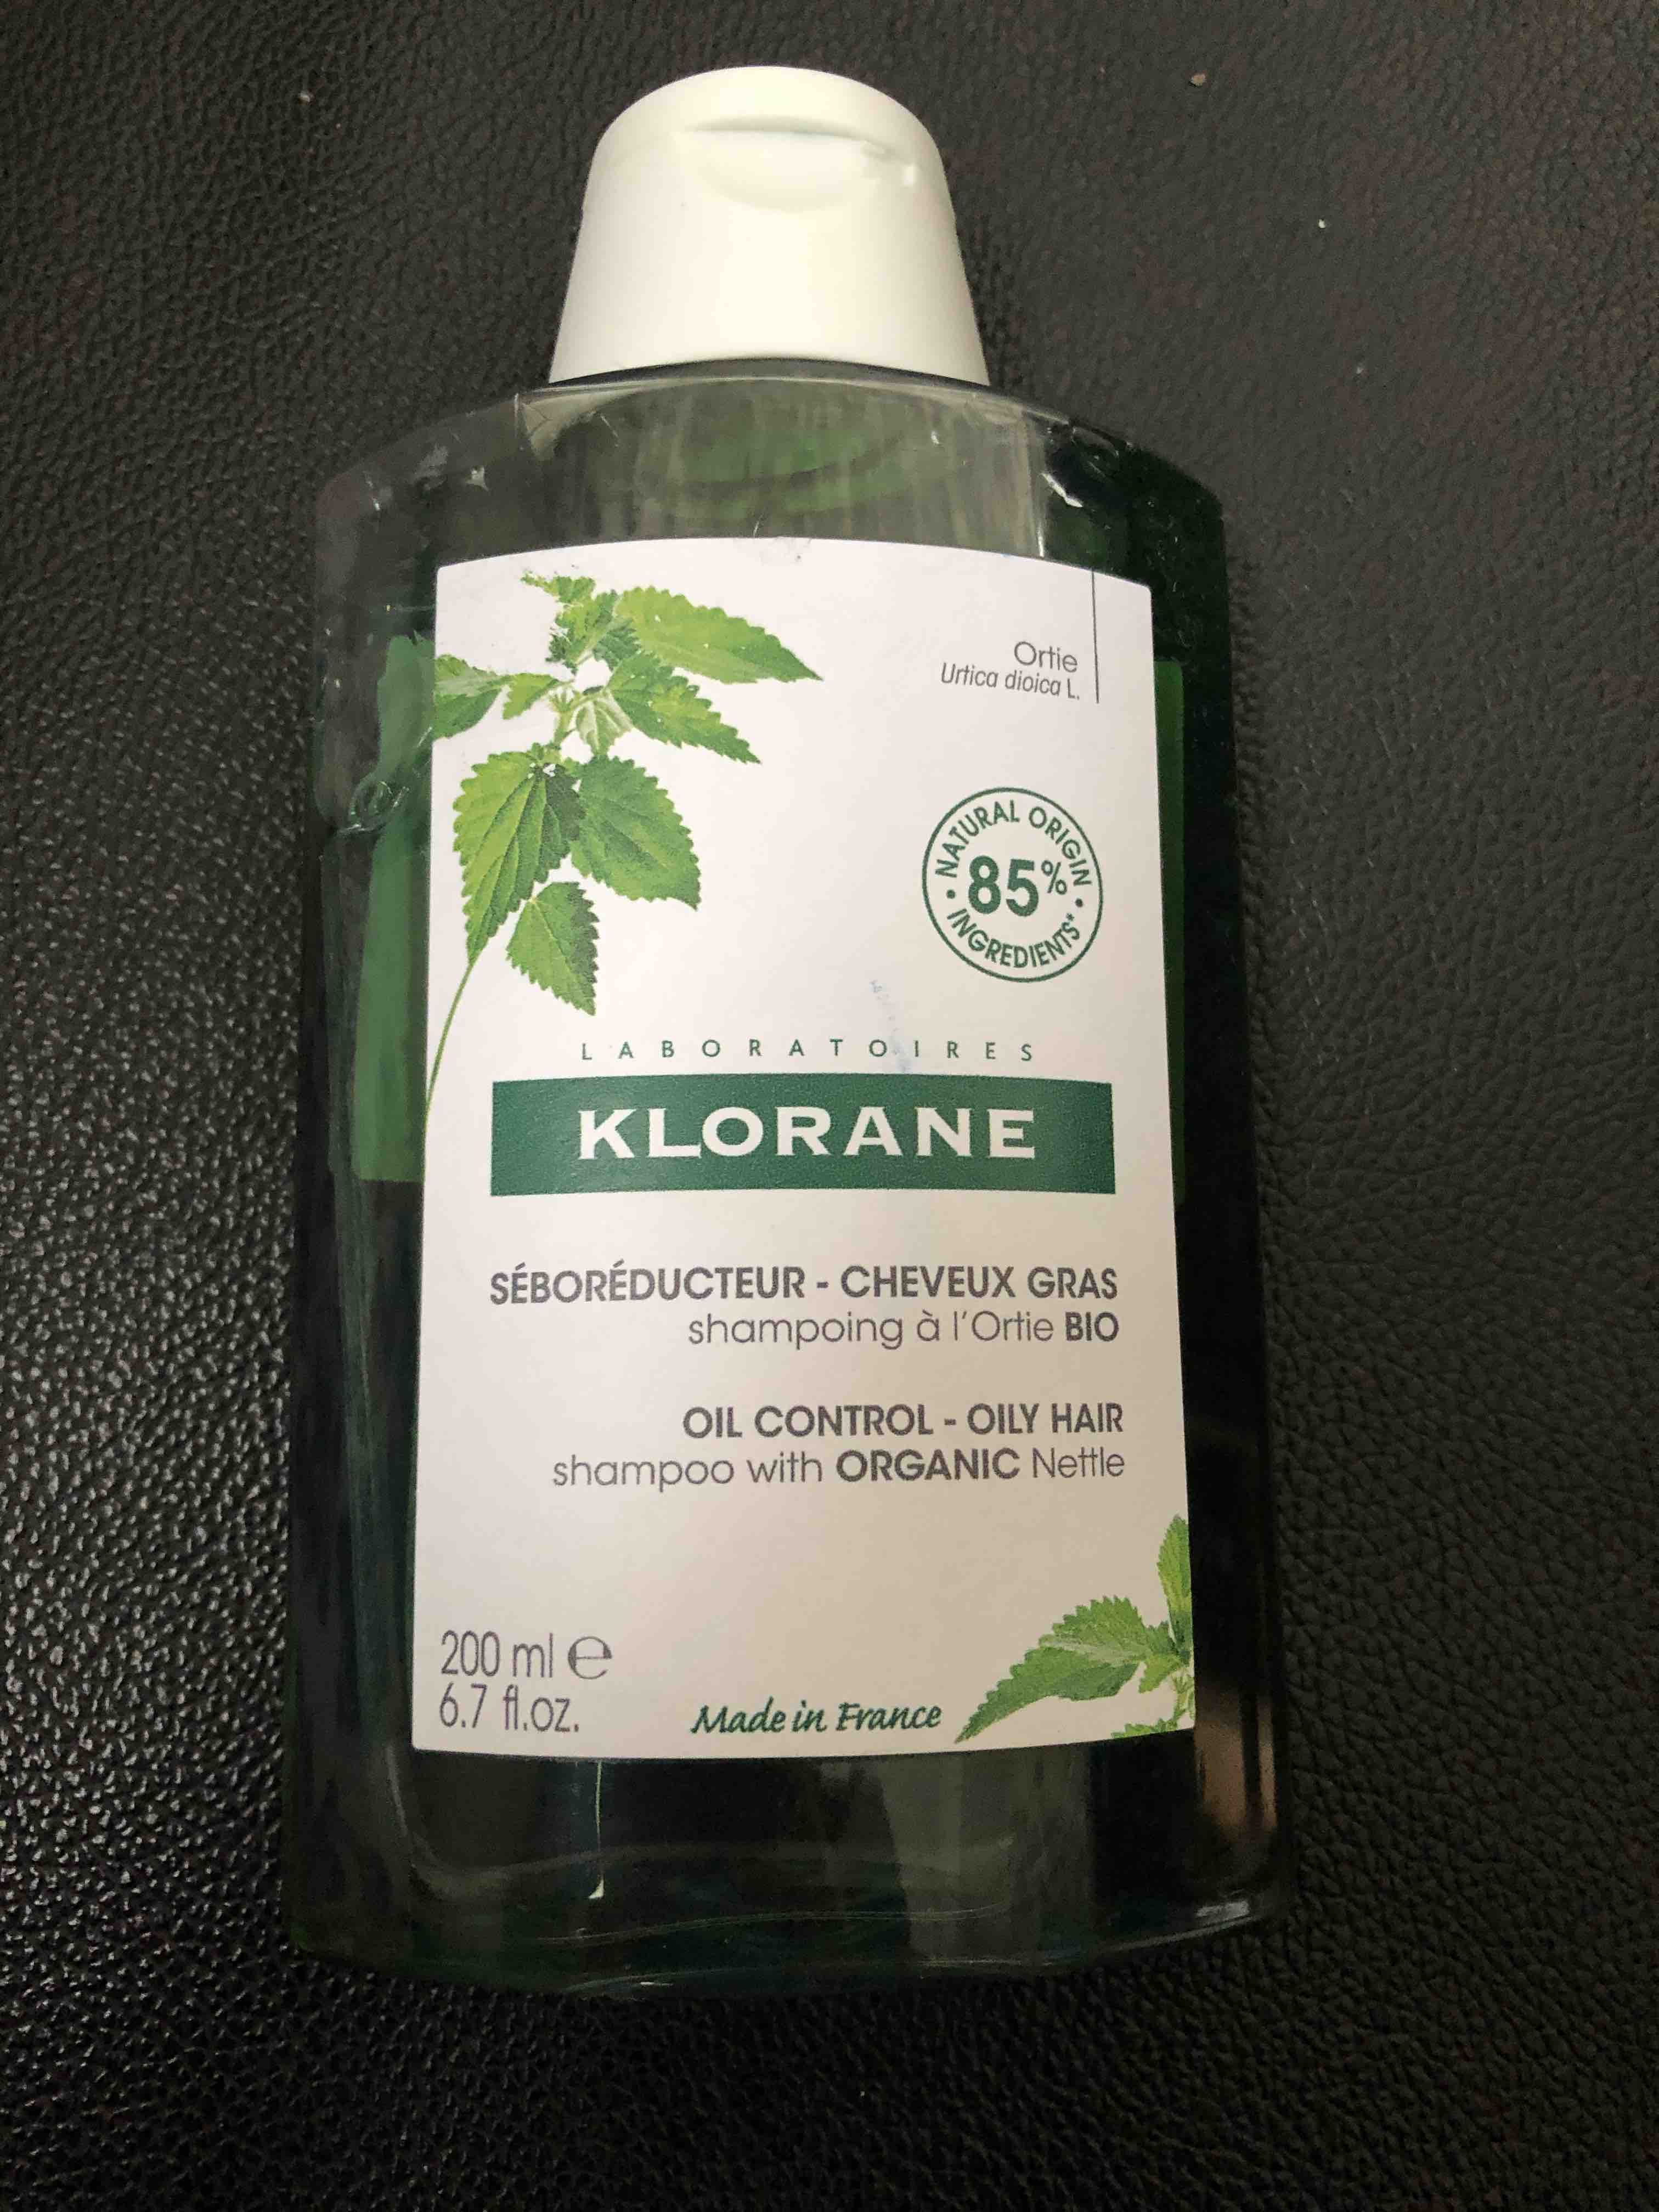 Ortie
Urtica dioica L.
• NATURAL ORIGIN •
85%
INGREDIENTS*
LABORATOIRES
KLORANE
SÉBORÉDUCTEUR - CHEVEUX GRAS
shampoing à l'Ortie BIO
OIL CONTROL - OILY HAIR
shampoo with ORGANIC Nettle
200 ml e
6.7 fl.oz.
Made in France